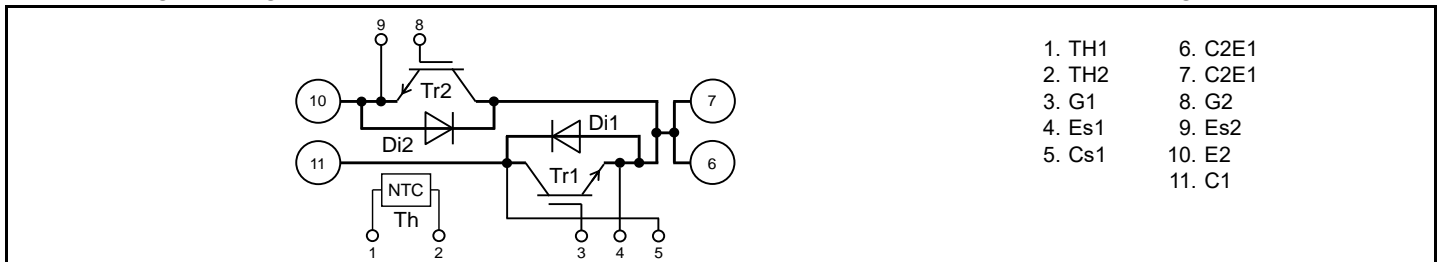 9 8
Tr2
10
7
Di2
Di1
11
6
Tr1
NTC
Th
1 2 3 4 5
1. TH1 6. C2E1
2. TH2 7. C2E1
3. G1 8. G2
4. Es1 9. Es2
5. Cs1 10. E2
11. C1